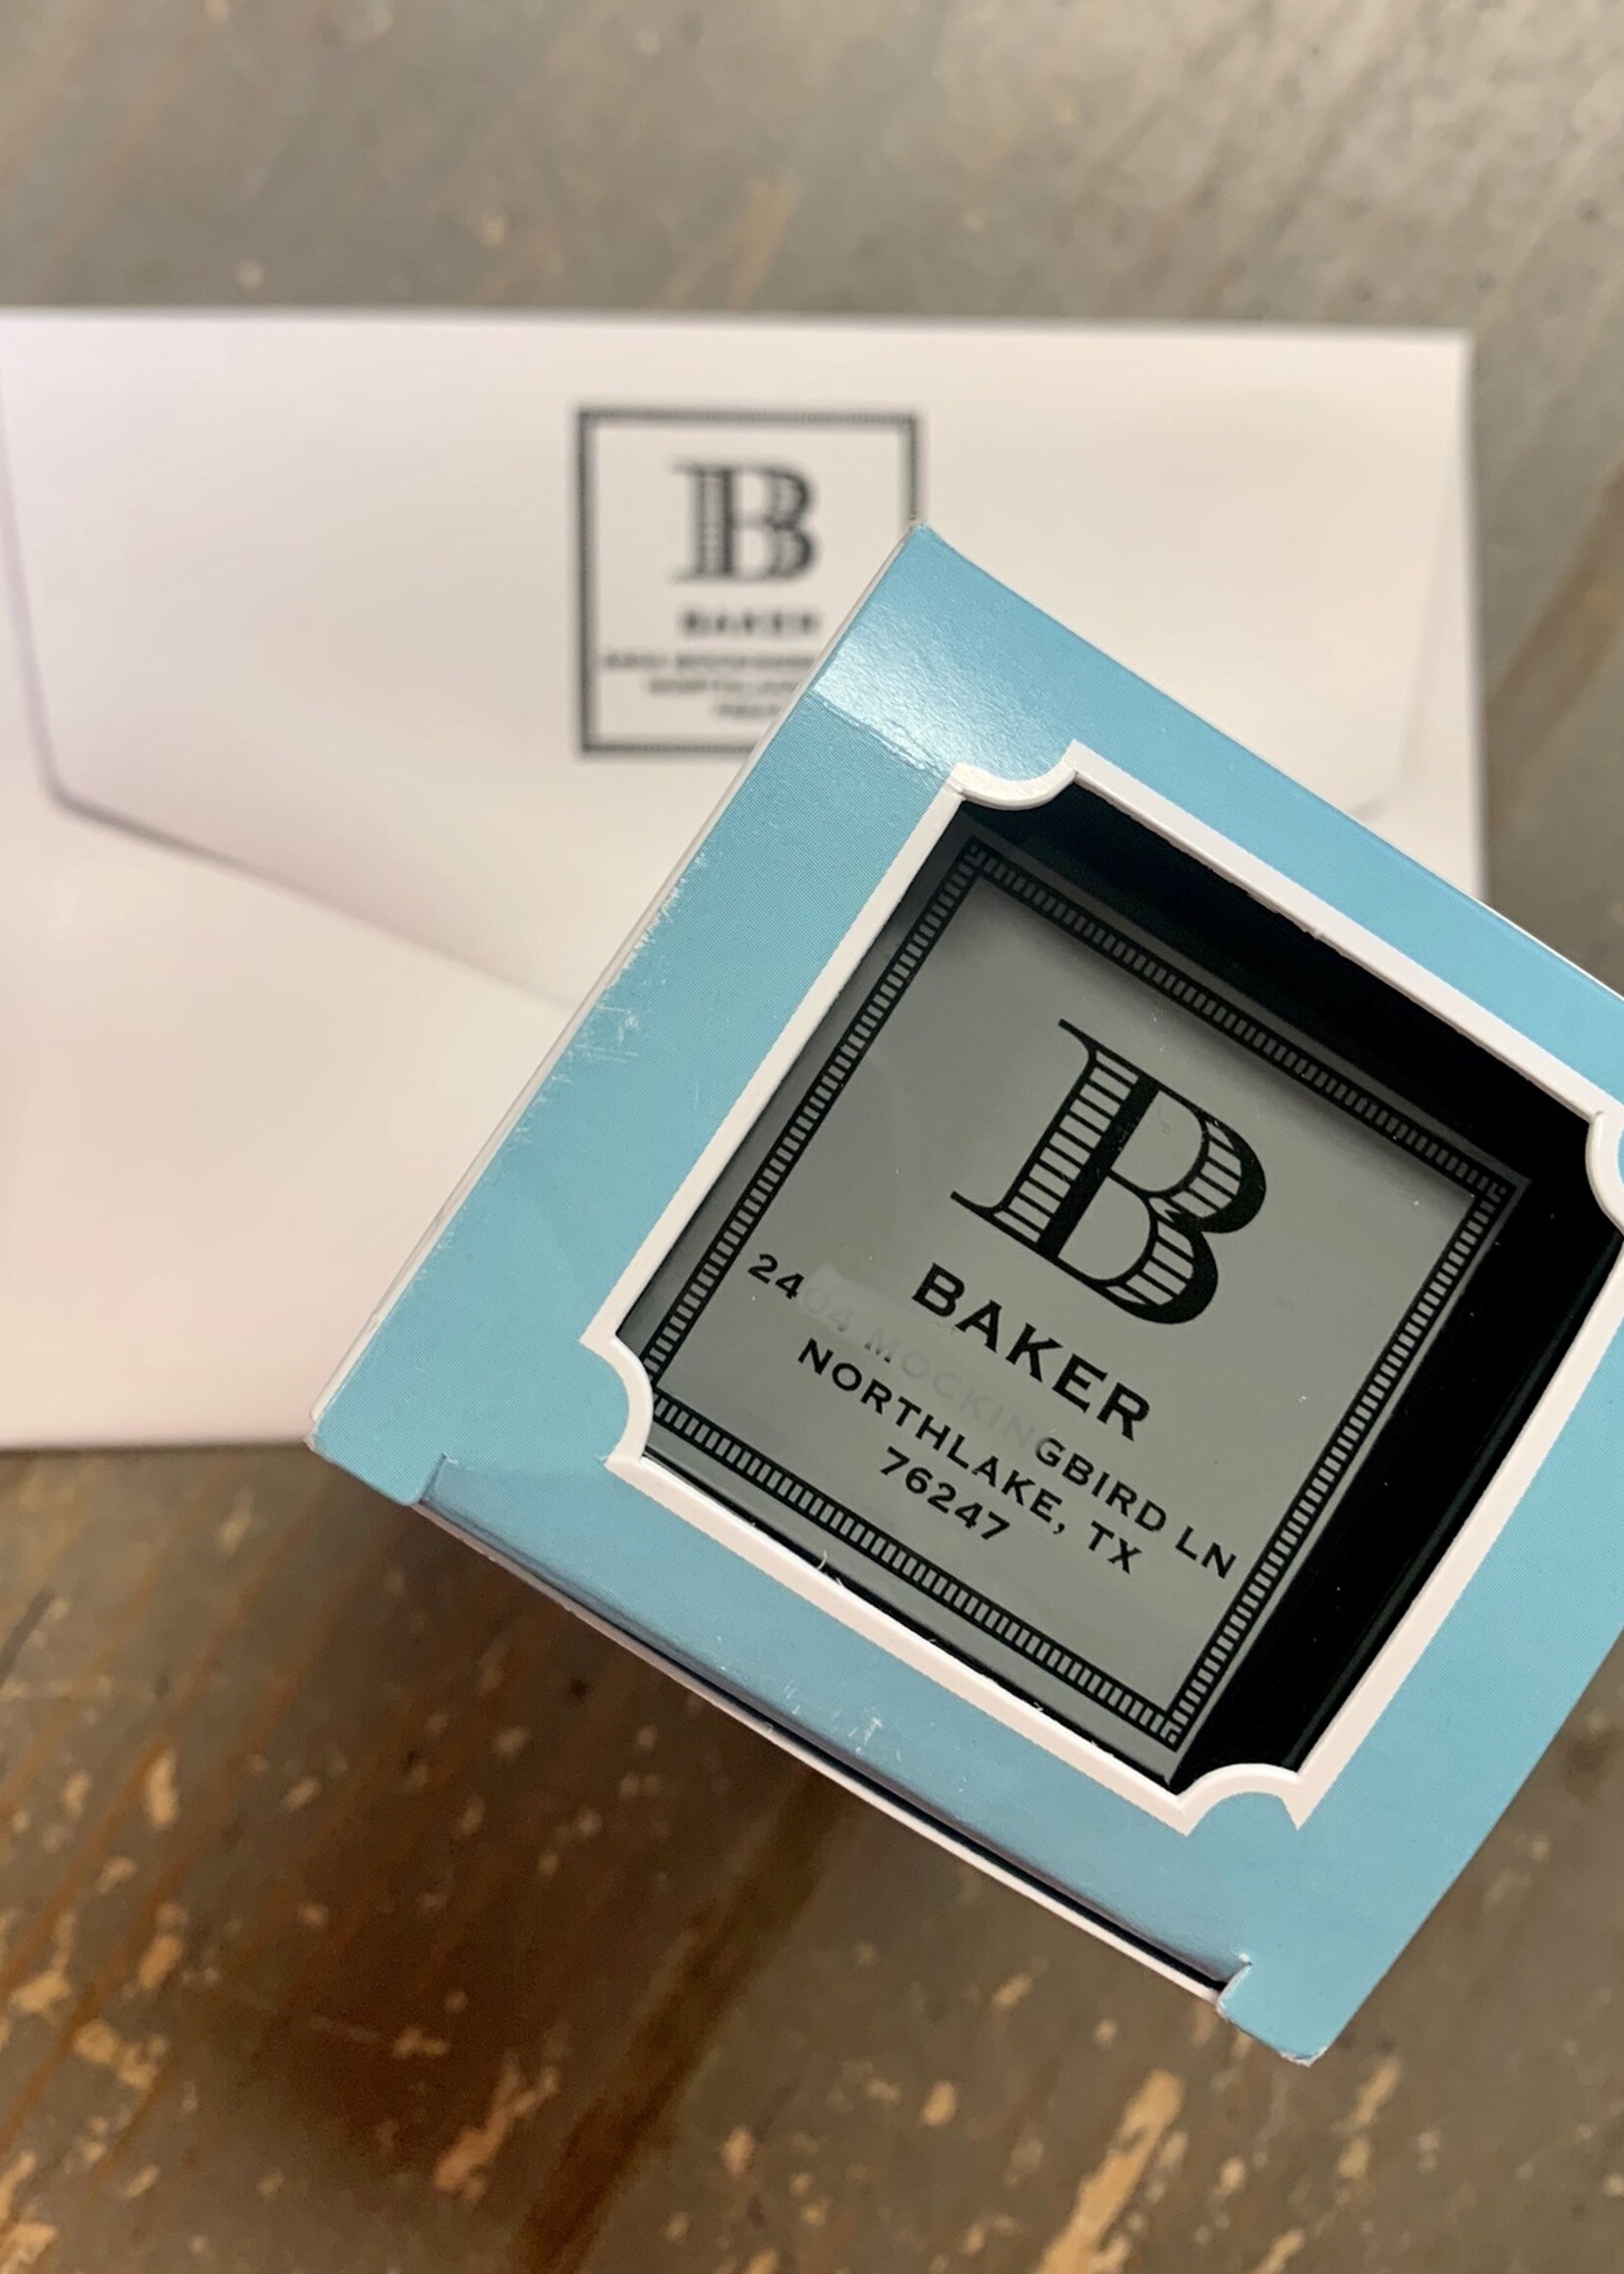 B
BAKER
B
BAKER
2404 MOCKINGBIRD LN
NORTHLAKE, TX
76247